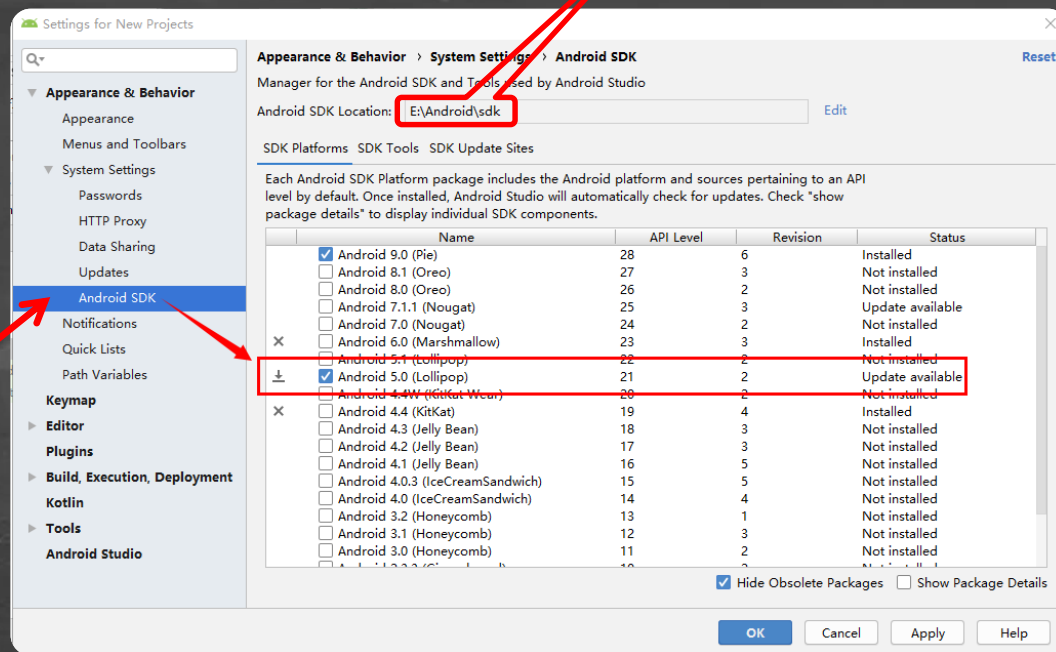 Settings for New Projects
Appearance & Behavior
Appearance
Menus and Toolbars
System Settings
Passwords
HTTP Proxy
Data Sharing
Updates
Android SDK
Notifications
Quick Lists
Path Variables
Keymap
Editor
Plugins
Build, Execution, Deployment
Kotlin
Tools
Android Studio
Appearance & Behavior › System Settings › Android SDK
Reset
Manager for the Android SDK and Tools used by Android Studio
Android SDK Location: E:\Android\sdk Edit
SDK Platforms SDK Tools SDK Update Sites
Each Android SDK Platform package includes the Android platform and sources pertaining to an API
level by default. Once installed, Android Studio will automatically check for updates. Check "show
package details" to display individual SDK components.
Name API Level Revision Status
Android 9.0 (Pie) 28 6 Installed
Android 8.1 (Oreo) 27 3 Not installed
Android 8.0 (Oreo) 26 2 Not installed
Android 7.1.1 (Nougat) 25 3 Update available
Android 7.0 (Nougat) 24 2 Not installed
Android 6.0 (Marshmallow) 23 3 Installed
Android 5.1 (Lollipop) 22 2 Not installed
Android 5.0 (Lollipop) 21 2 Update available
Android 4.4W (KitKat Wear) 20 2 Not installed
Android 4.4 (KitKat) 19 4 Installed
Android 4.3 (Jelly Bean) 18 3 Not installed
Android 4.2 (Jelly Bean) 17 3 Not installed
Android 4.1 (Jelly Bean) 16 5 Not installed
Android 4.0.3 (IceCreamSandwich) 15 5 Not installed
Android 4.0 (IceCreamSandwich) 14 4 Not installed
Android 3.2 (Honeycomb) 13 1 Not installed
Android 3.1 (Honeycomb) 12 3 Not installed
Android 3.0 (Honeycomb) 11 2 Not installed
Hide Obsolete Packages Show Package Details
OK Cancel Apply Help